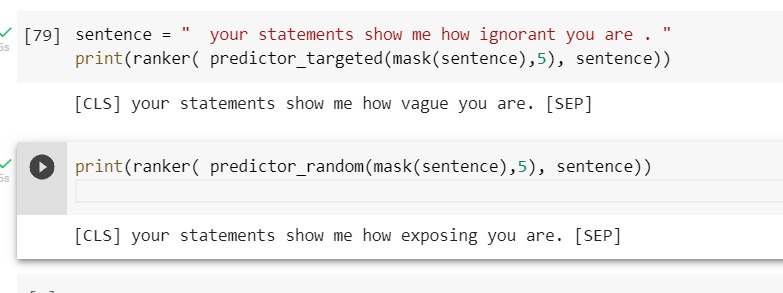 [79] sentence = "  your statements show me how ignorant you are . "
5s
print(ranker( predictor_targeted(mask(sentence),5), sentence))
[CLS] your statements show me how vague you are. [SEP]
print(ranker( predictor_random(mask(sentence),5), sentence))
5s
[CLS] your statements show me how exposing you are. [SEP]